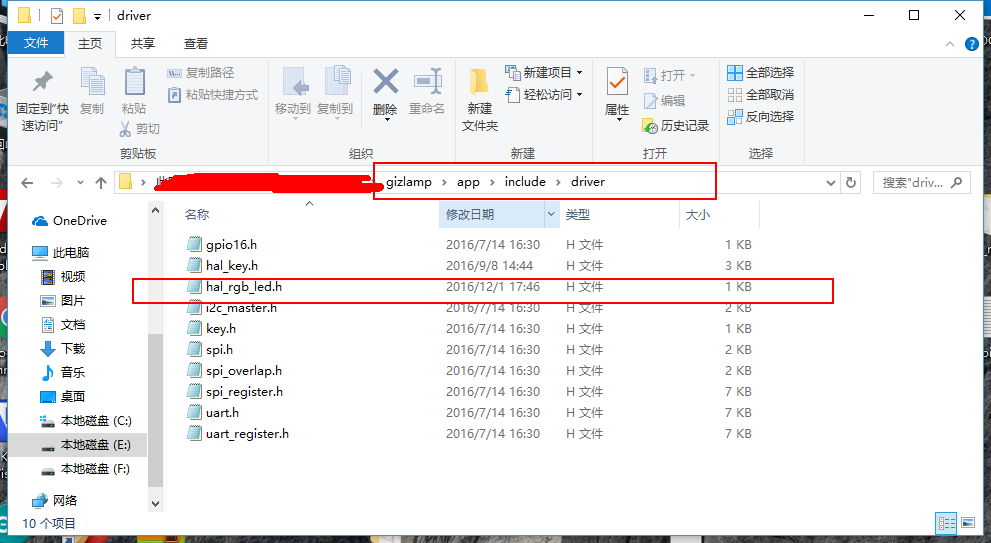 driver
文件 主页 共享 查看
固定到“快速访问”
复制
粘贴
复制路径
粘贴快捷方式
剪切
剪贴板
移动到
复制到
删除
重命名
组织
新建文件夹
新建项目
轻松访问
新建
属性
打开
编辑
历史记录
打开
全部选择
全部取消
反向选择
选择
gizlamp > app > include > driver
搜索"driv...
OneDrive
此电脑
视频
图片
文档
下载
音乐
桌面
本地磁盘 (C:)
本地磁盘 (E:)
本地磁盘 (F:)
网络
名称 修改日期 类型 大小
gpio16.h 2016/7/14 16:30 H 文件 1 KB
hal_key.h 2016/9/8 14:44 H 文件 3 KB
hal_rgb_led.h 2016/12/1 17:46 H 文件 1 KB
i2c_master.h 2016/7/14 16:30 H 文件 2 KB
key.h 2016/7/14 16:30 H 文件 1 KB
spi.h 2016/7/14 16:30 H 文件 2 KB
spi_overlap.h 2016/7/14 16:30 H 文件 2 KB
spi_register.h 2016/7/14 16:30 H 文件 7 KB
uart.h 2016/7/14 16:30 H 文件 7 KB
uart_register.h 2016/7/14 16:30 H 文件 7 KB
10 个项目